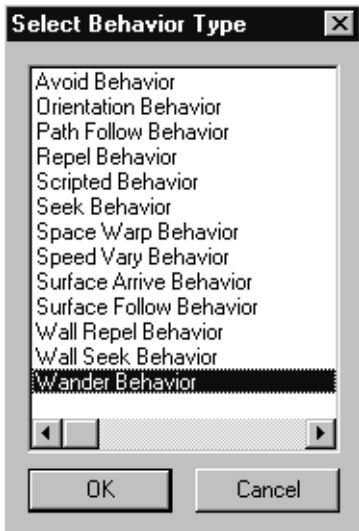 Select Behavior Type
Avoid Behavior
Orientation Behavior
Path Follow Behavior
Repel Behavior
Scripted Behavior
Seek Behavior
Space Warp Behavior
Speed Vary Behavior
Surface Arrive Behavior
Surface Follow Behavior
Wall Repel Behavior
Wall Seek Behavior
Wander Behavior
OK Cancel